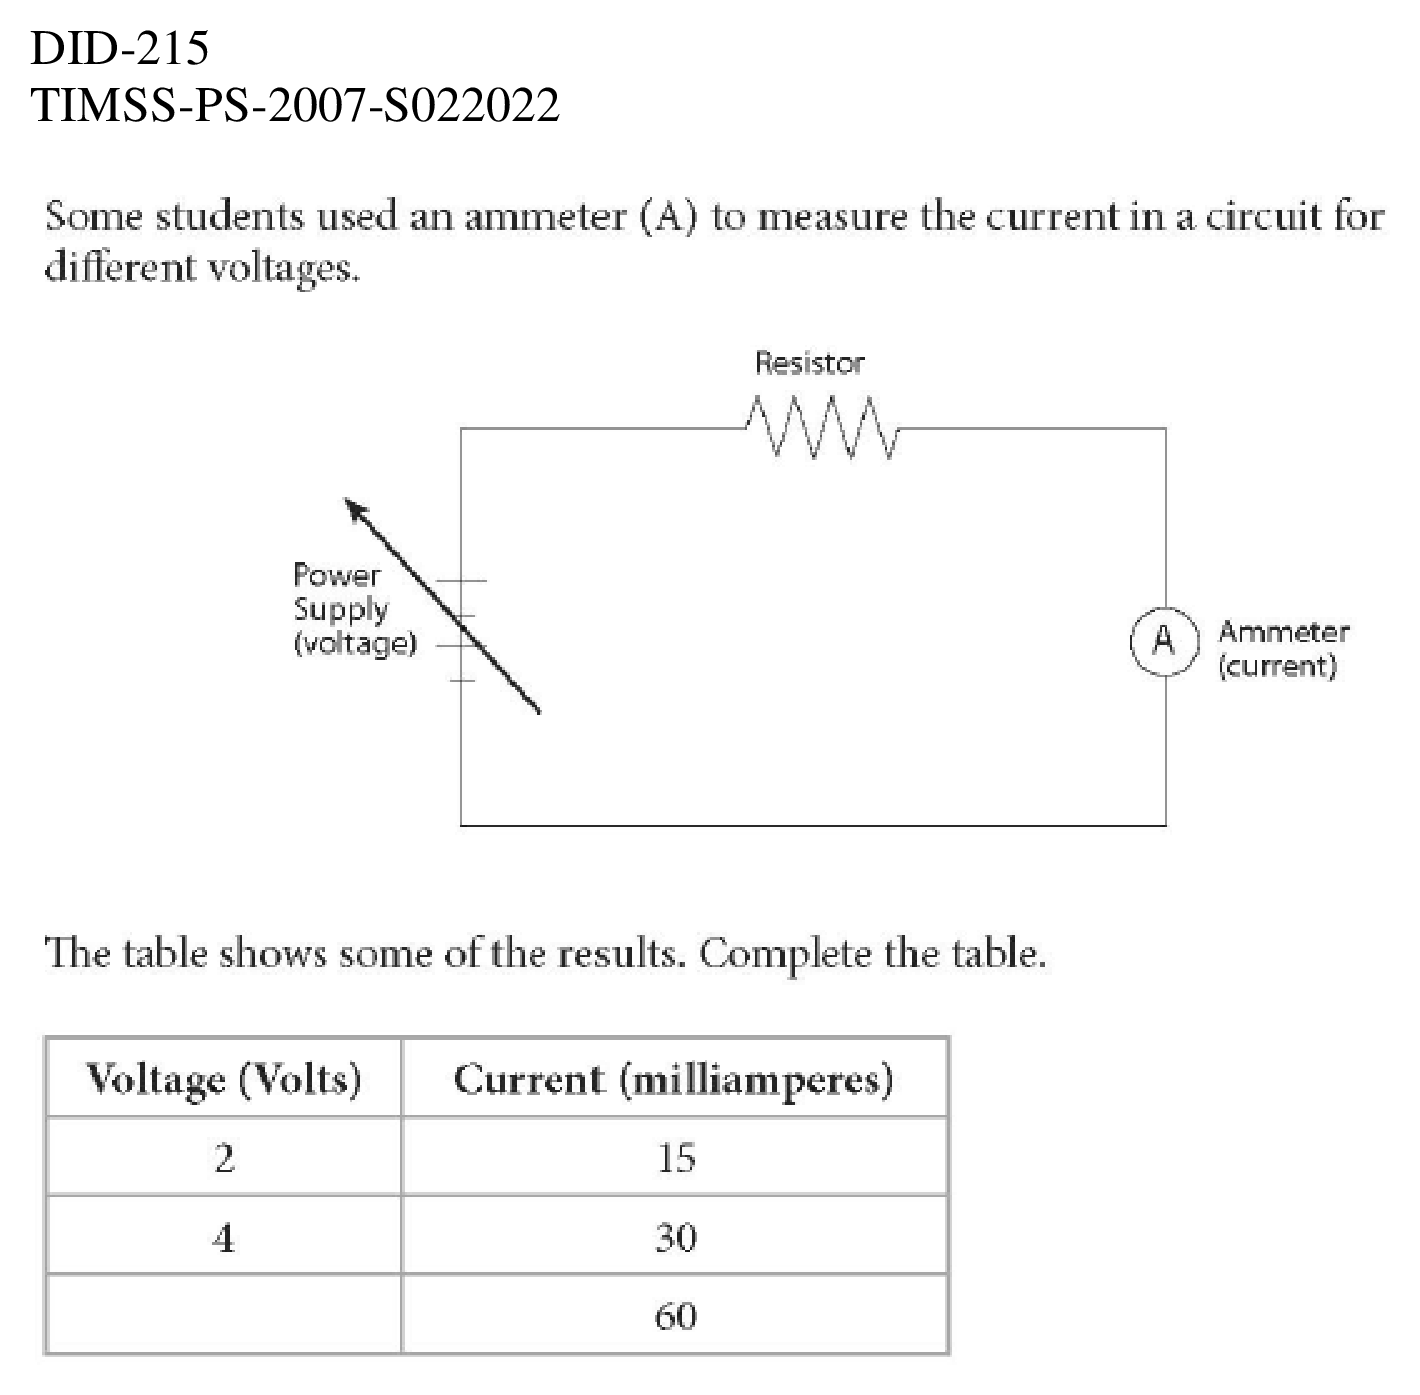 DID-215
TIMSS-PS-2007-S022022
Some students used an ammeter (A) to measure the current in a circuit for
different voltages.
Resistor
Power
Supply
(voltage)
A
Ammeter
(current)
The table shows some of the results. Complete the table.
Voltage (Volts) Current (milliamperes)
2 15
4 30
60